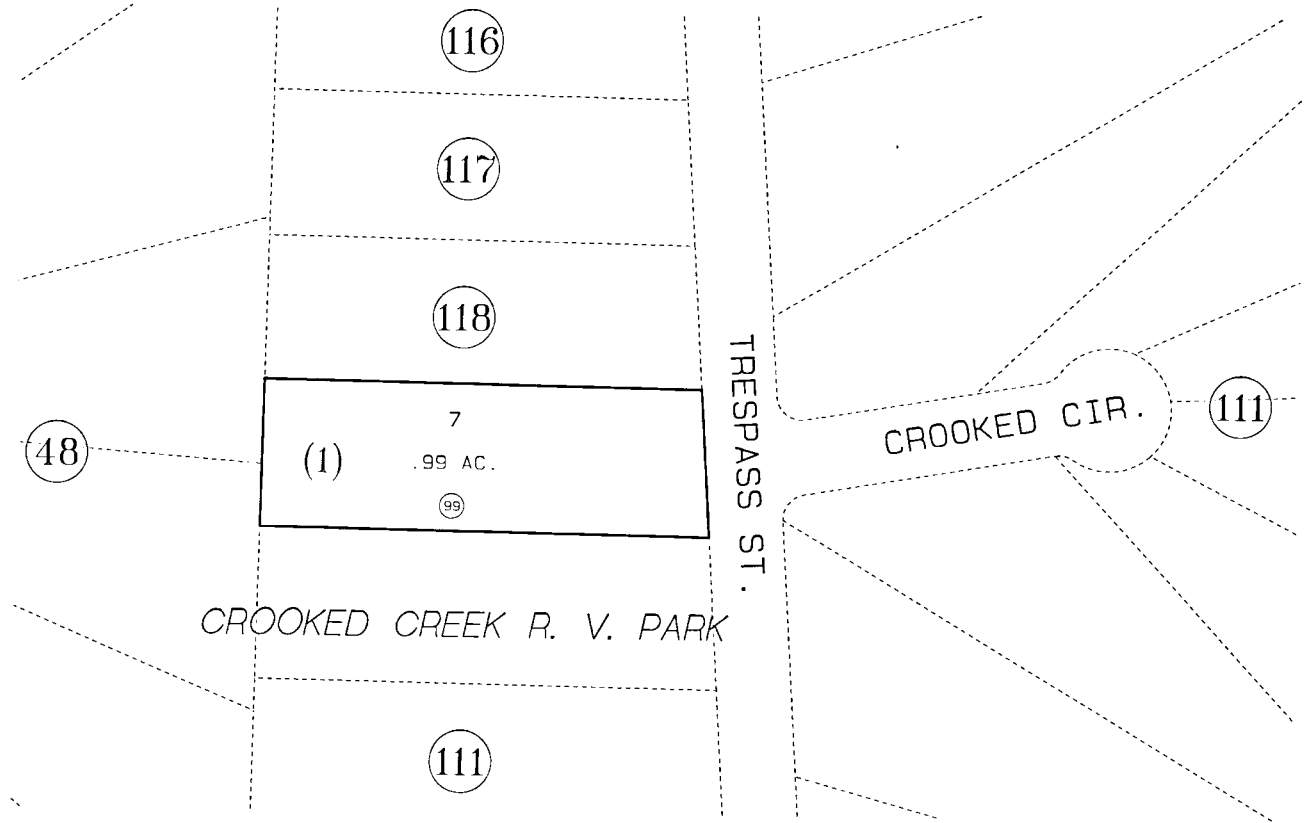 116
117
118
TRESPASS ST.
7
(1)
.99 AC.
99
48
CROOKED CIR.
111
CROOKED CREEK R. V. PARK
111